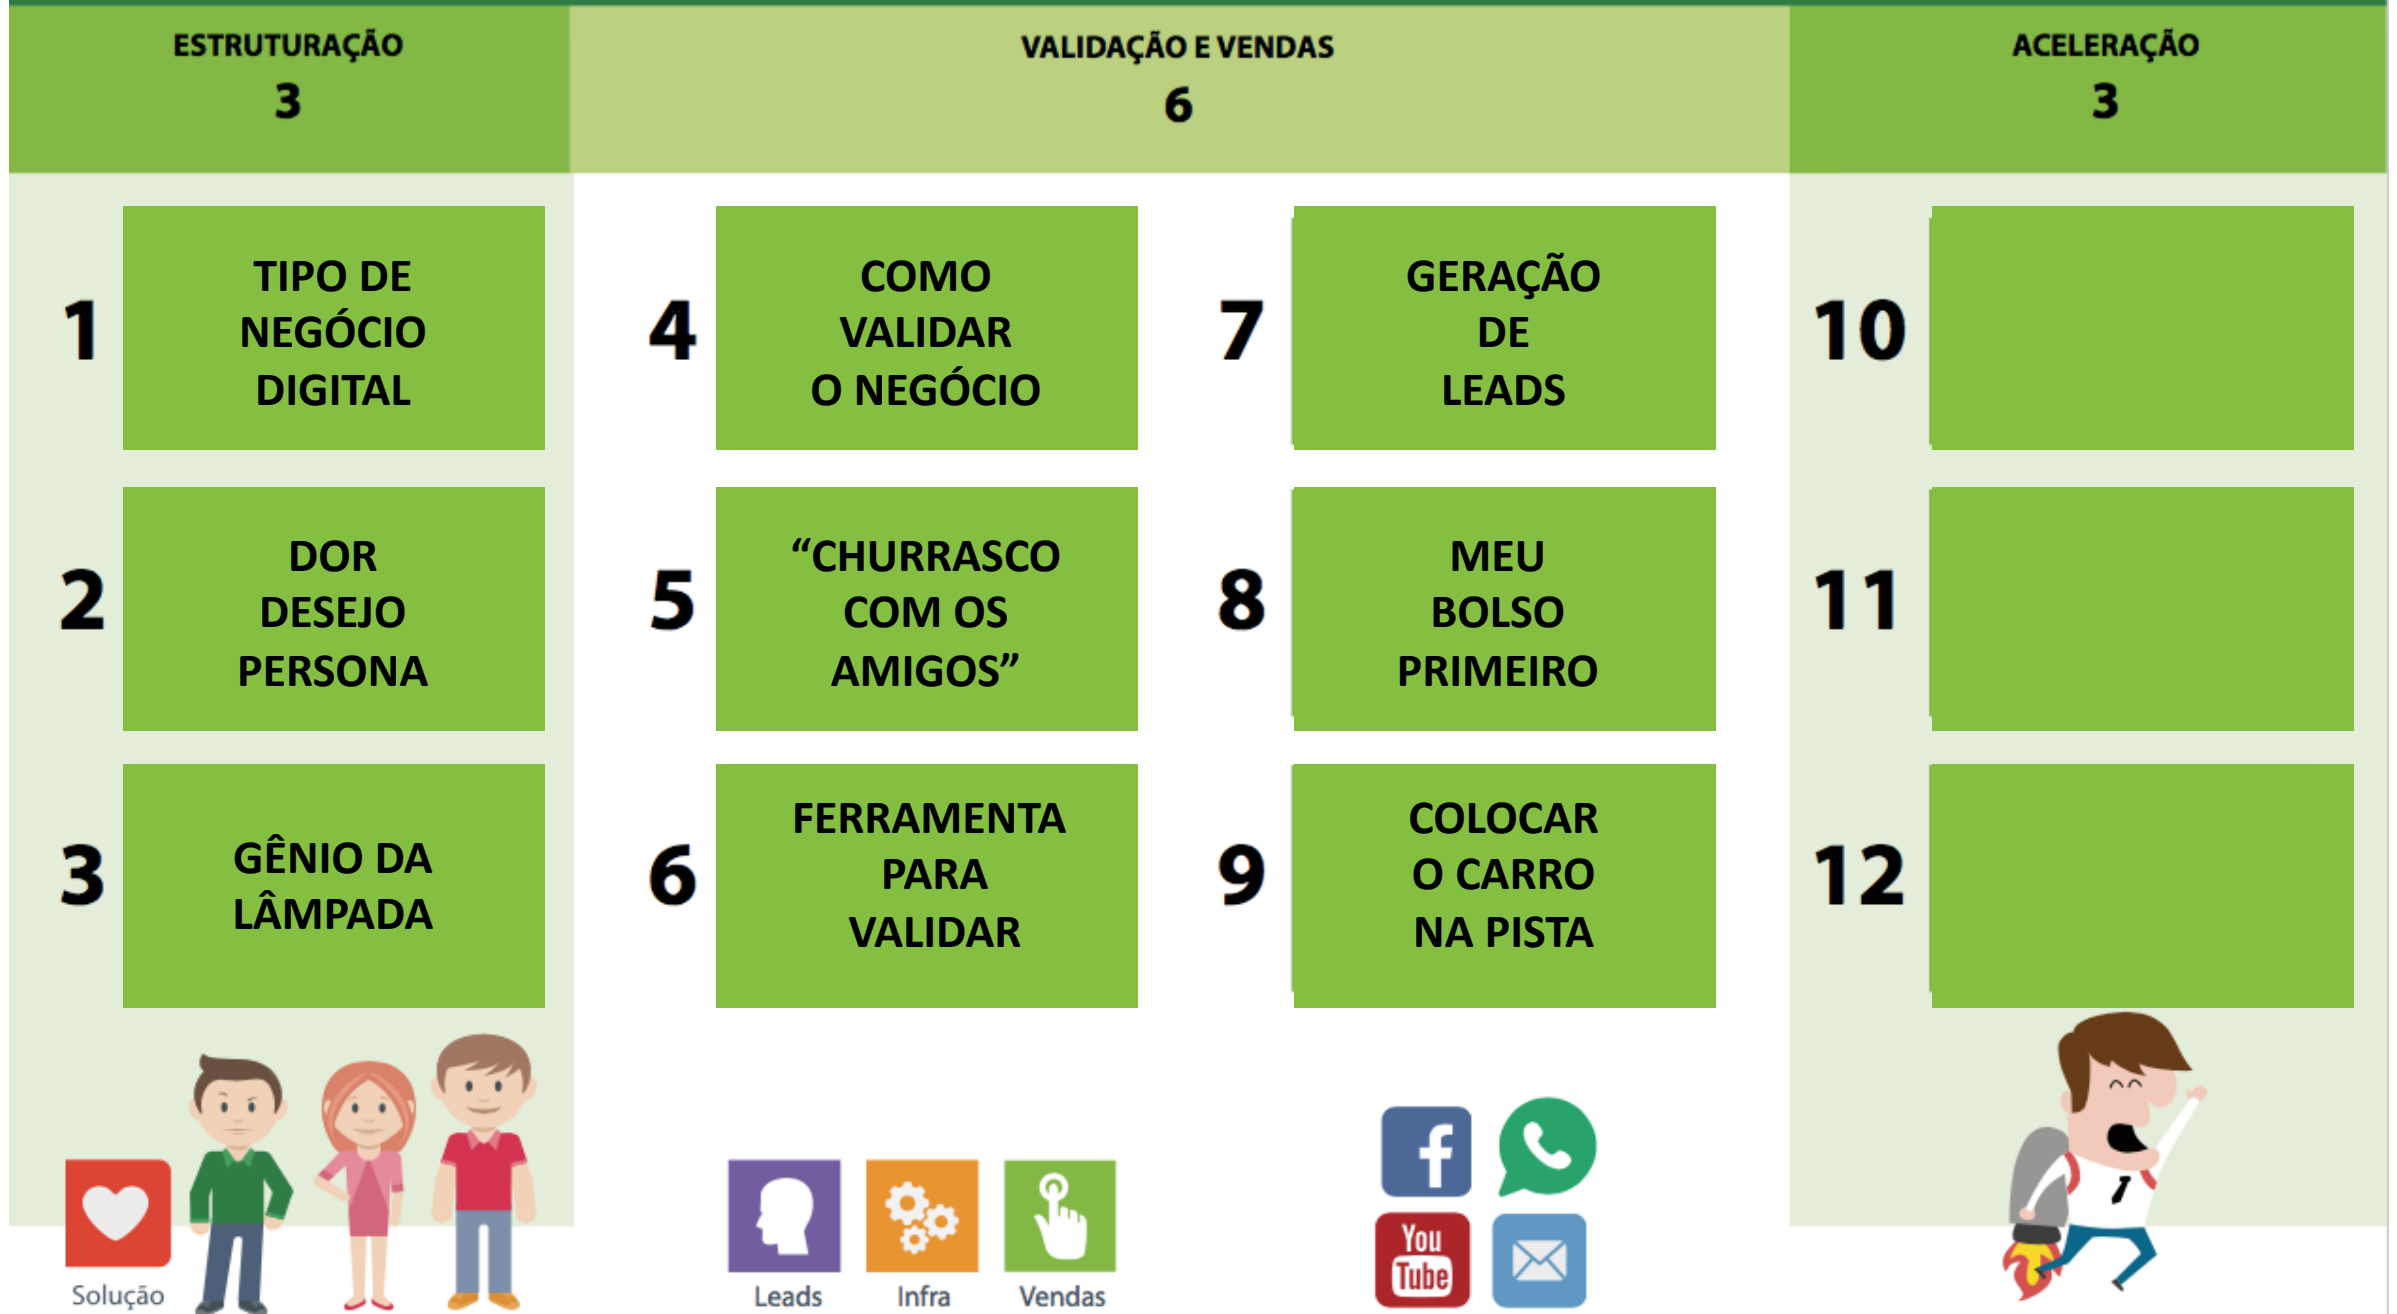 ESTRUTURAÇÃO
3
VALIDAÇÃO E VENDAS
6
ACELERAÇÃO
3
1
TIPO DE
NEGÓCIO
DIGITAL
2
DOR
DESEJO
PERSONA
3
GÊNIO DA
LÂMPADA
4
COMO
VALIDAR
O NEGÓCIO
5
“CHURRASCO
COM OS
AMIGOS”
6
FERRAMENTA
PARA
VALIDAR
7
GERAÇÃO
DE
LEADS
8
MEU
BOLSO
PRIMEIRO
9
COLOCAR
O CARRO
NA PISTA
10
11
12
Solução
Leads
Infra
Vendas
f
You
Tube